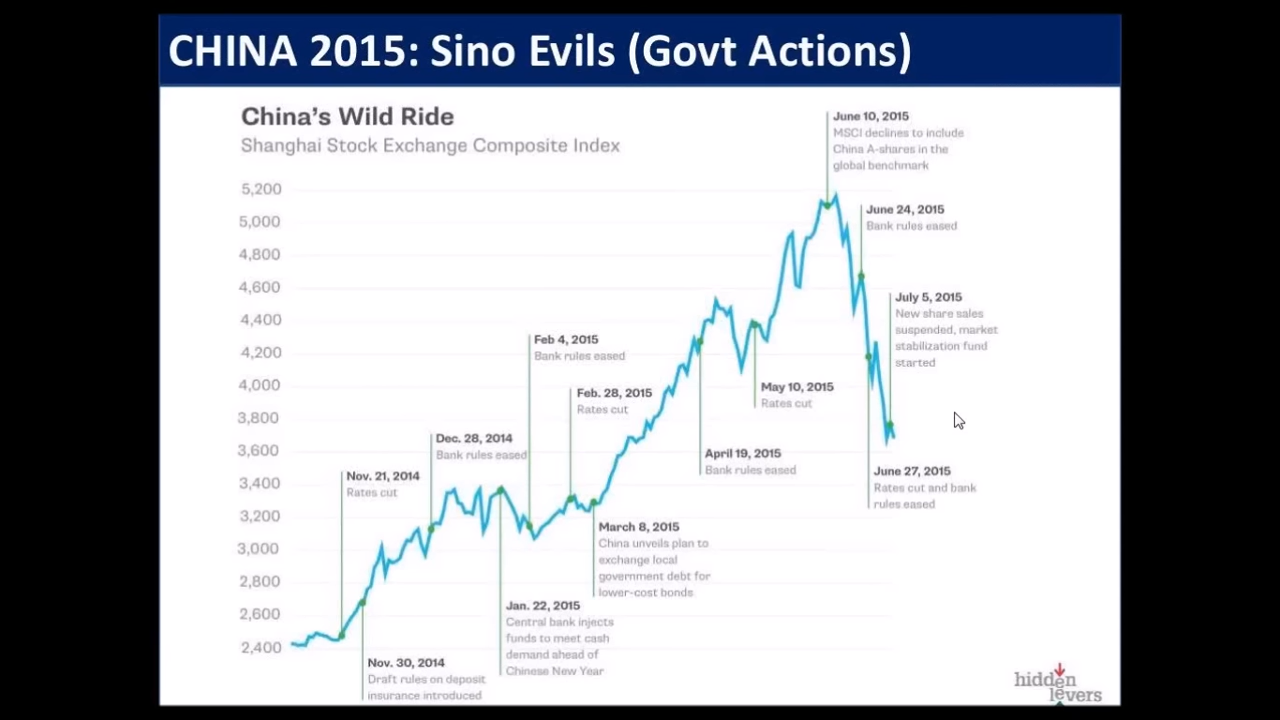 CHINA 2015: Sino Evils (Govt Actions)
China's Wild Ride
Shanghai Stock Exchange Composite Index
5,200
5,000
4,800
4,600
4,400
4,200
4,000
3,800
3,600
3,400
3,200
3,000
2,800
2,600
2,400
Nov. 21, 2014
Rates cut
Nov. 30, 2014
Draft rules on deposit
insurance introduced
Dec. 28, 2014
Bank rules eased
Jan. 22, 2015
Central bank injects
funds to meet cash
demand ahead of
Chinese New Year
Feb 4, 2015
Bank rules eased
Feb. 28, 2015
Rates cut
March 8, 2015
China unveils plan to
exchange local
government debt for
lower-cost bonds
April 19, 2015
Bank rules eased
May 10, 2015
Rates cut
June 10, 2015
MSCI declines to include
China A-shares in the
global benchmark
June 24, 2015
Bank rules eased
June 27, 2015
Rates cut and bank
rules eased
July 5, 2015
New share sales
suspended, market
stabilization fund
started
hidden
levers